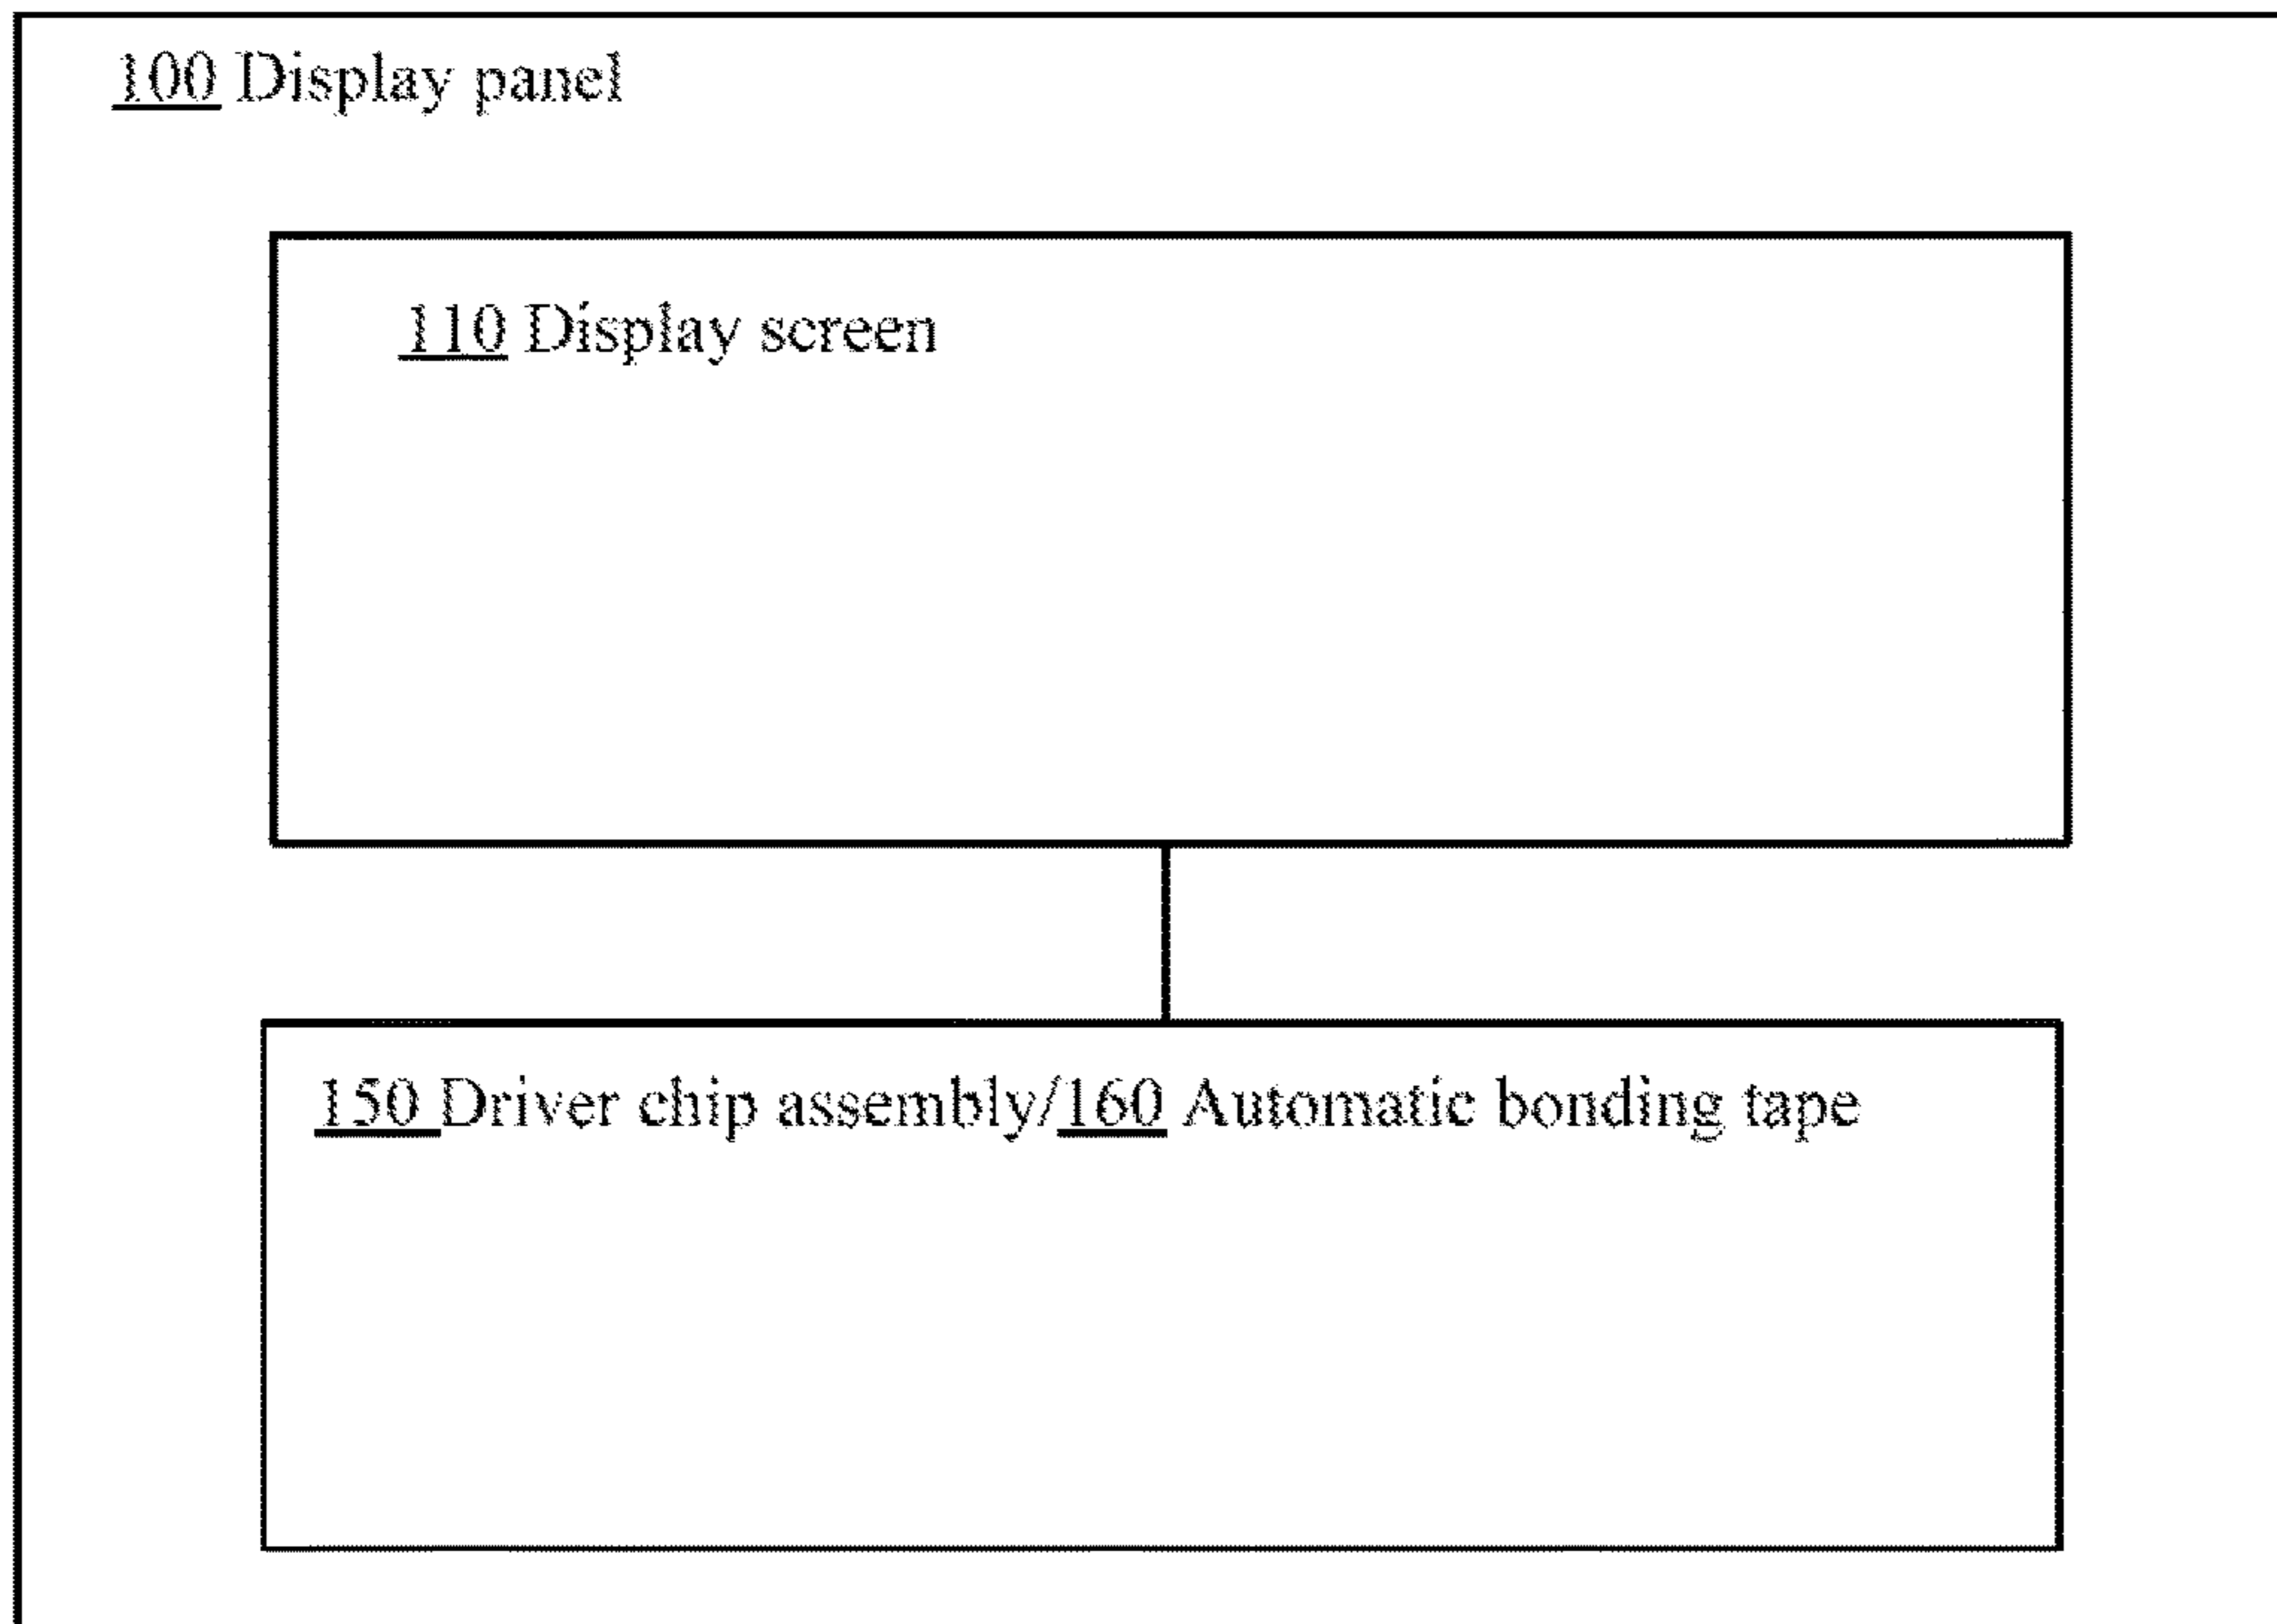 100 Display panel
110 Display screen
150 Driver chip assembly/160 Automatic bonding tape